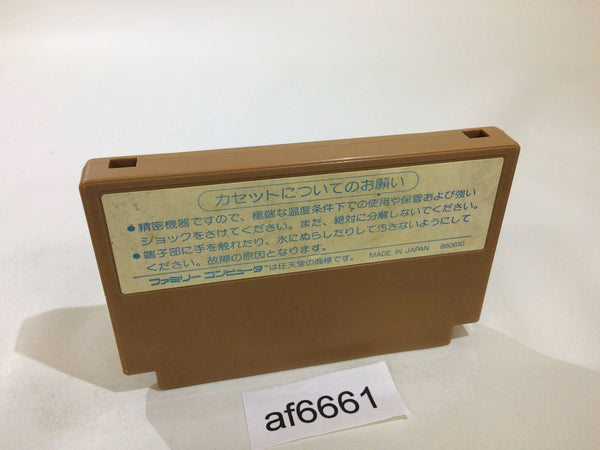 カセットについてのお願い
●精密機器ですので、極端な温度条件下での使用や保管および強い
ショックをさけてください。また、絶対に分解しないでください。
●端子部に手を触れたり、水にぬらしたりして汚さないようにして
ください。故障の原因となります。
ファミリー コンピュータは任天堂の商標です。 MADE IN JAPAN 850610
af6661